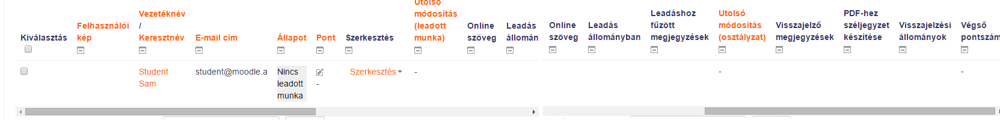 Kiválasztás
Felhasználói
kép
Vezetéknév
/
Keresztnév
E-mail cím
Állapot
Pont
Szerkesztés
Utolsó
módosítás
(leadott
munka)
Online
szöveg
Leadás
állomán
Online
szöveg
Leadás
állományban
Leadáshoz
fűzött
megjegyzések
Utolsó
módosítás
(osztályzat)
Visszajelző
megjegyzések
PDF-hez
széljegyzet
készítése
Visszajelzési
állományok
Végső
pontszám
Student
Sam
student@moodle.a
Nincs
leadott
munka
-
Szerkesztés
-
-
-